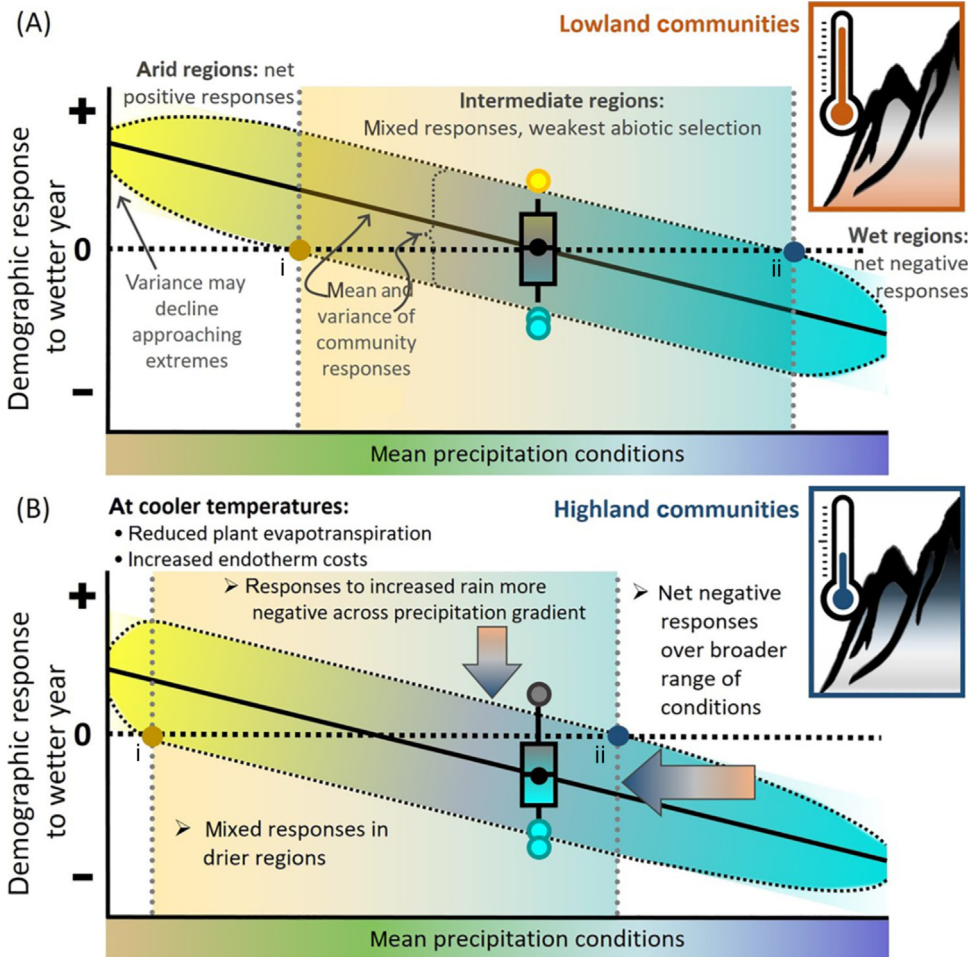 (A)
Lowland communities
Arid regions: net
positive responses
Intermediate regions:
Mixed responses, weakest abiotic selection
+
0
–
Demographic response
to wetter year
i
ii
Wet regions:
net negative
responses
Variance may
decline
approaching
extremes
Mean and
variance of
community
responses
Mean precipitation conditions
(B)
At cooler temperatures:
• Reduced plant evapotranspiration
• Increased endotherm costs
Highland communities
➢ Responses to increased rain more
negative across precipitation gradient
➢ Net negative
responses
over broader
range of
conditions
+
0
–
Demographic response
to wetter year
i
ii
➢ Mixed responses in
drier regions
Mean precipitation conditions